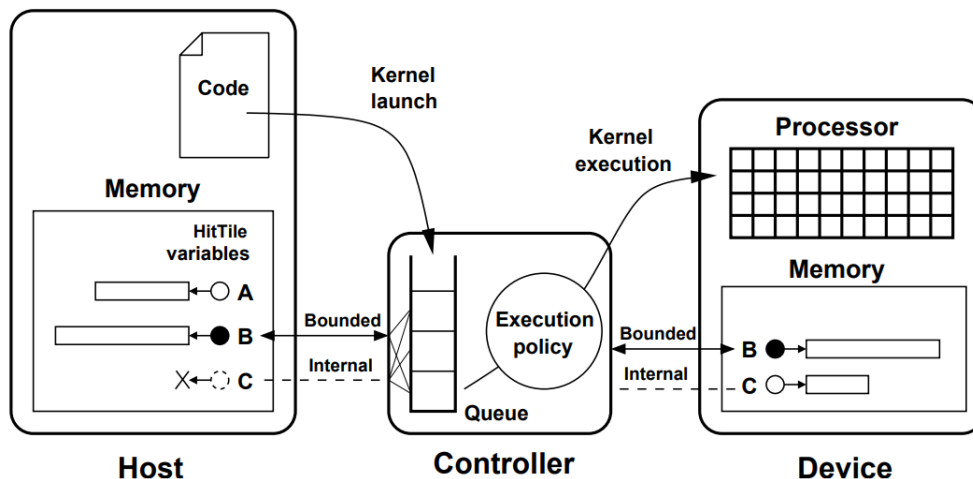 Code
Kernel
launch
Memory
HitTile
variables
A
B
C
Host
Bounded
Internal
Queue
Execution
policy
Controller
Kernel
execution
Bounded
Internal
Processor
Memory
B
C
Device